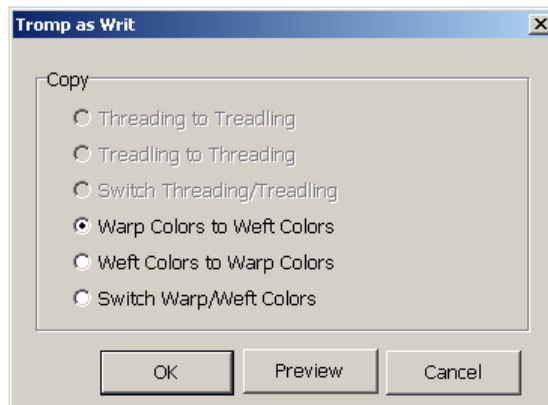 Tromp as Writ
Copy
Threading to Treadling
Treadling to Threading
Switch Threading/Treadling
Warp Colors to Weft Colors
Weft Colors to Warp Colors
Switch Warp/Weft Colors
OK Preview Cancel